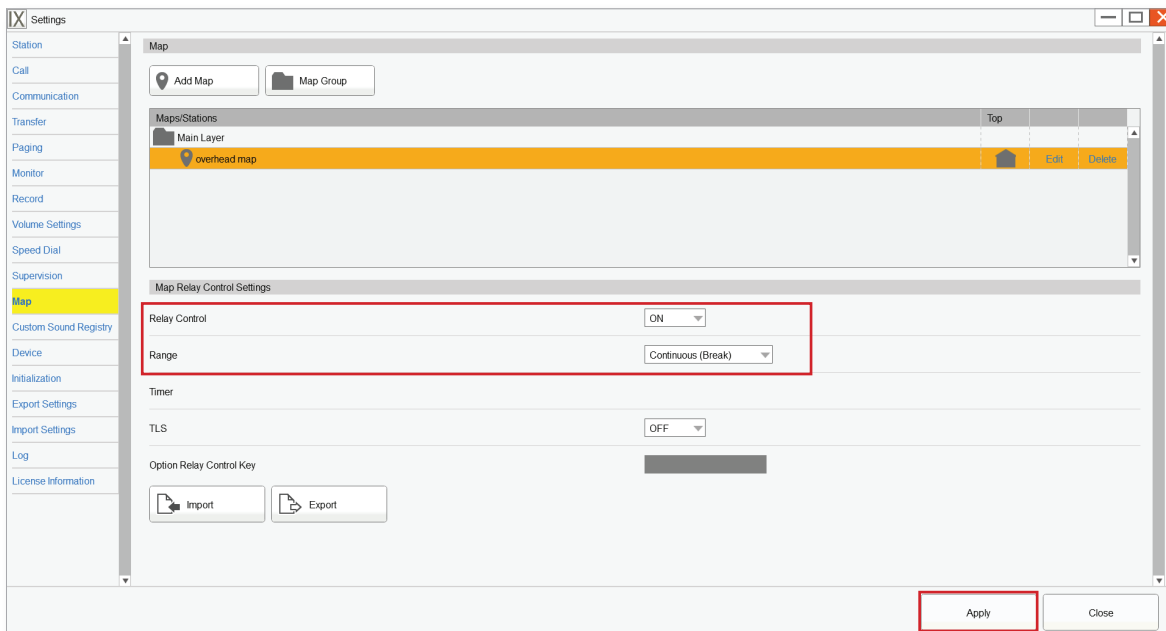 IX Settings
Station
Call
Communication
Transfer
Paging
Monitor
Record
Volume Settings
Speed Dial
Supervision
Map
Custom Sound Registry
Device
Initialization
Export Settings
Import Settings
Log
License Information
Map
Add Map Map Group
Maps/Stations Top
Main Layer
overhead map Edit Delete
Map Relay Control Settings
Relay Control ON
Range Continuous (Break)
Timer
TLS OFF
Option Relay Control Key
Import Export
Apply Close